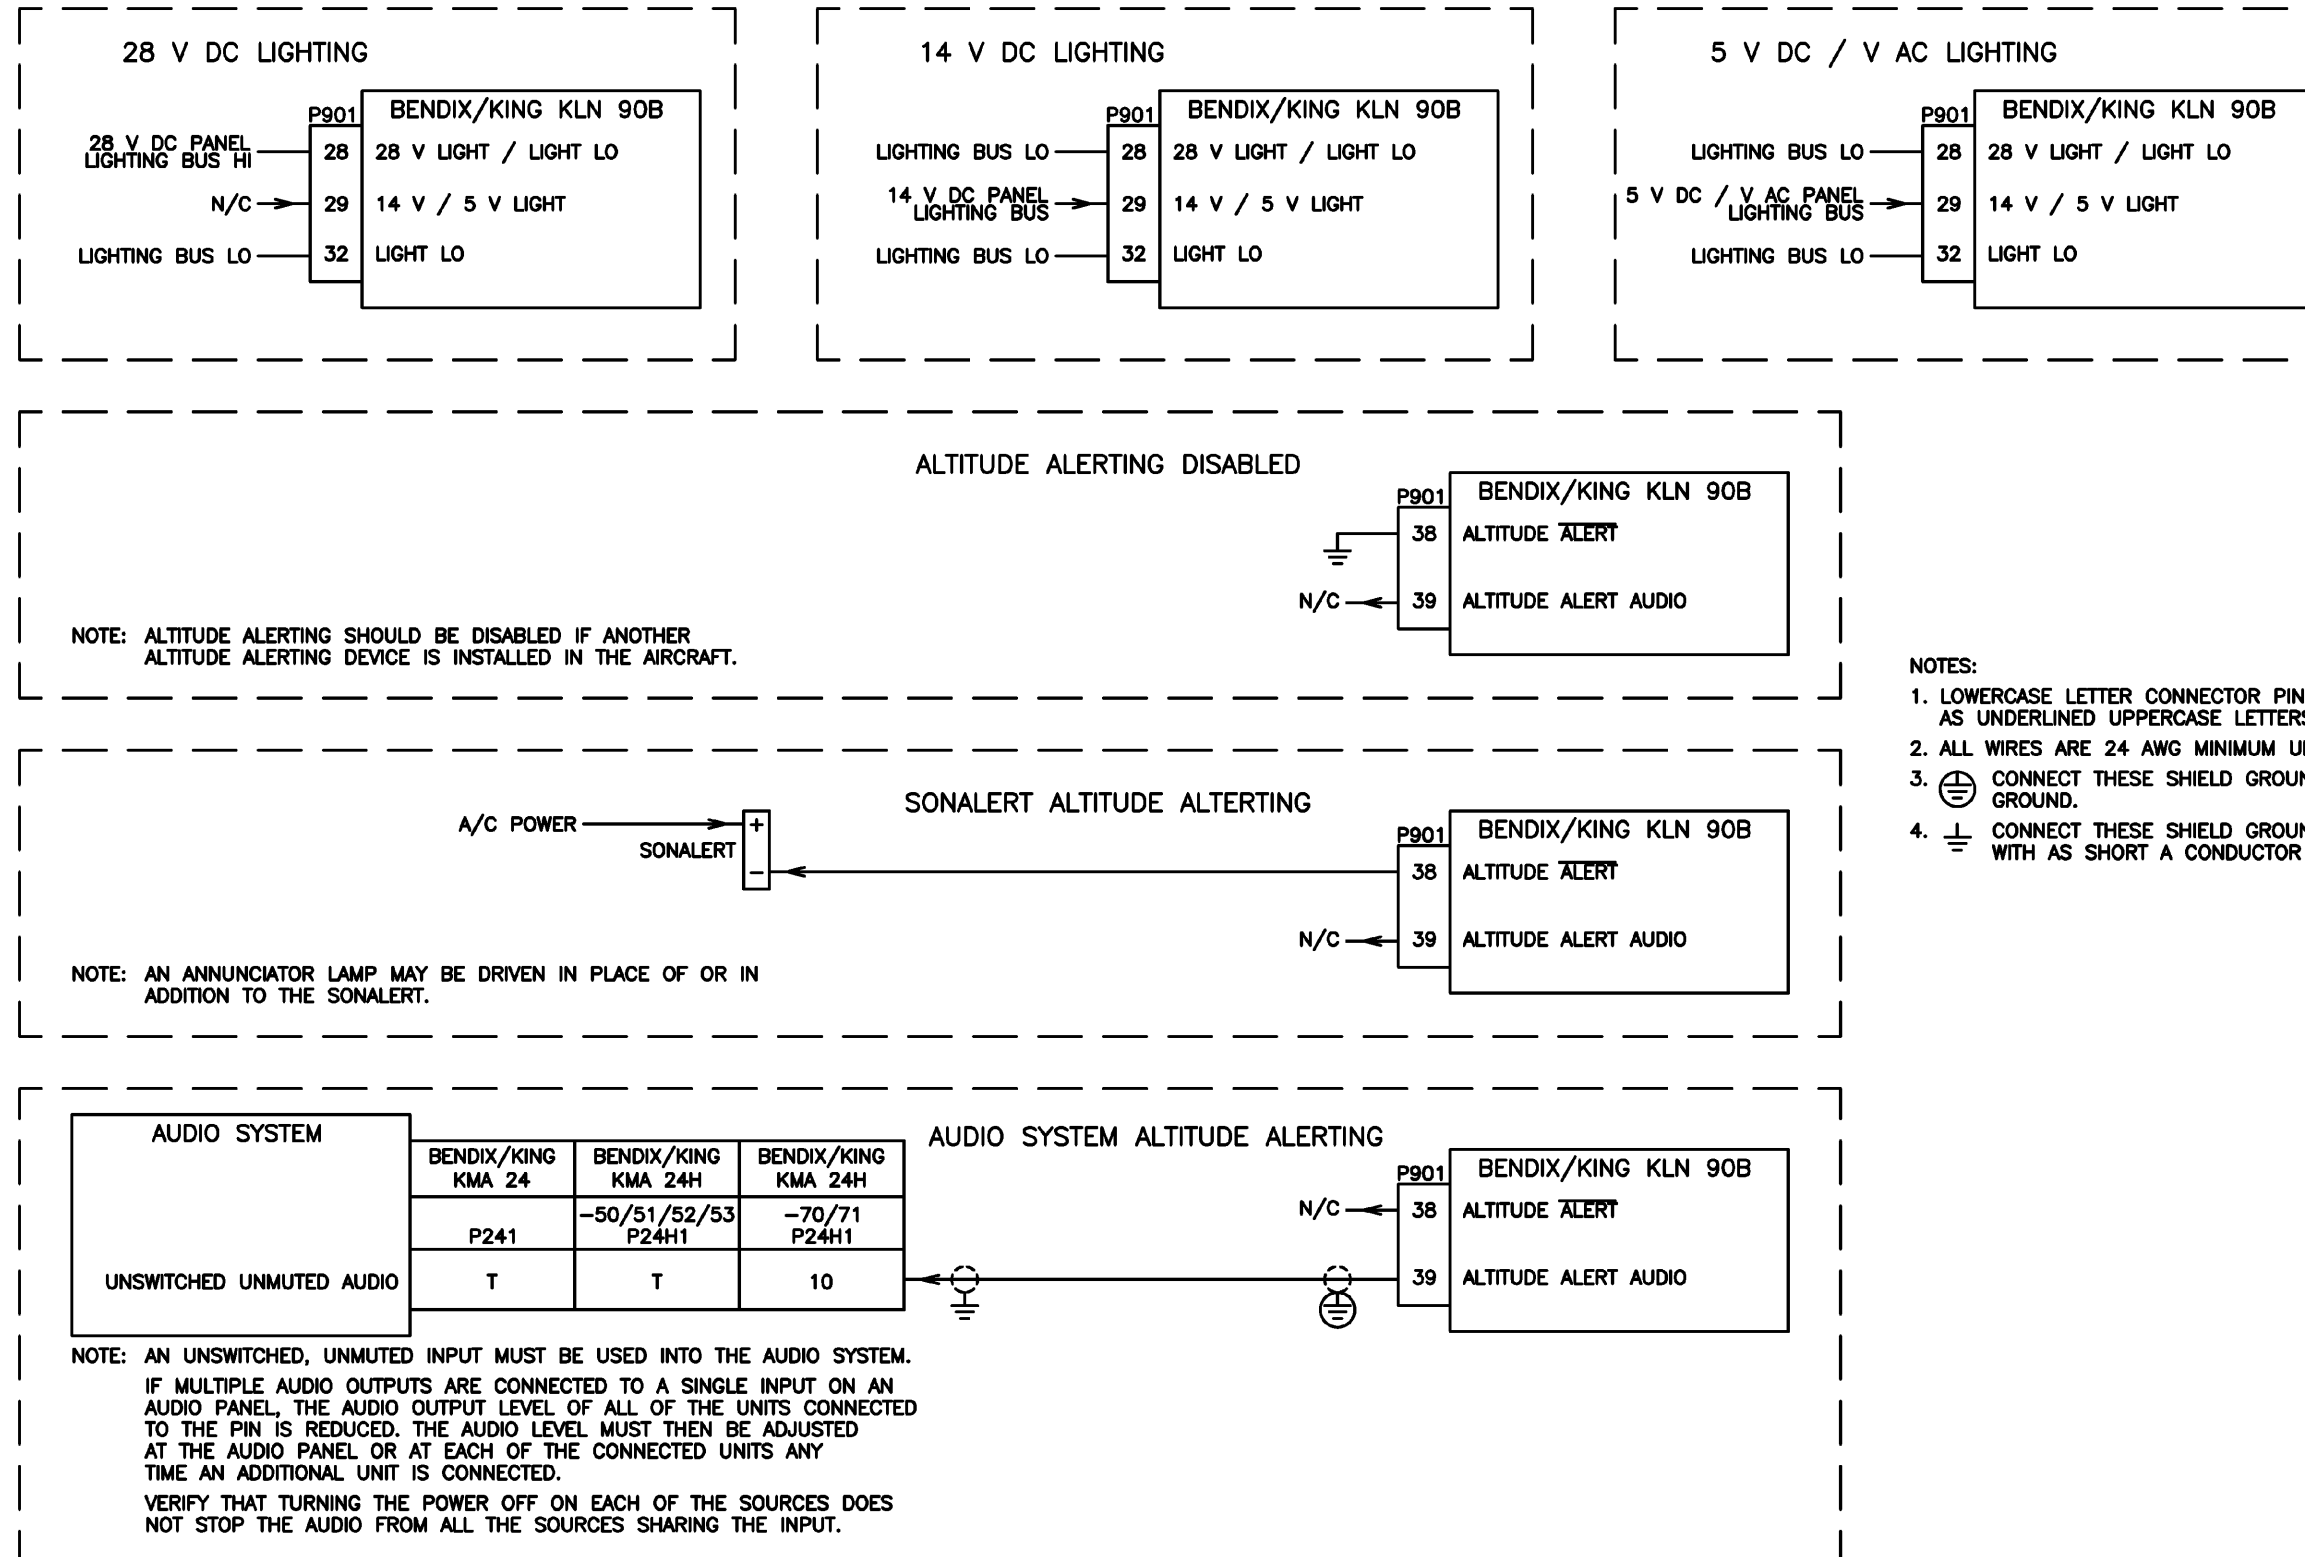 28 V DC LIGHTING
P901
BENDIX/KING KLN 90B
28 V DC PANEL
LIGHTING BUS HI
28
28 V LIGHT / LIGHT LO
N/C
29
14 V / 5 V LIGHT
LIGHTING BUS LO
32
LIGHT LO
14 V DC LIGHTING
P901
BENDIX/KING KLN 90B
LIGHTING BUS LO
28
28 V LIGHT / LIGHT LO
14 V DC PANEL
LIGHTING BUS
29
14 V / 5 V LIGHT
LIGHTING BUS LO
32
LIGHT LO
5 V DC / V AC LIGHTING
P901
BENDIX/KING KLN 90B
LIGHTING BUS LO
28
28 V LIGHT / LIGHT LO
5 V DC / V AC PANEL
LIGHTING BUS
29
14 V / 5 V LIGHT
LIGHTING BUS LO
32
LIGHT LO
ALTITUDE ALERTING DISABLED
P901
BENDIX/KING KLN 90B
38
ALTITUDE ALERT
N/C
39
ALTITUDE ALERT AUDIO
NOTE: ALTITUDE ALERTING SHOULD BE DISABLED IF ANOTHER
ALTITUDE ALERTING DEVICE IS INSTALLED IN THE AIRCRAFT.
SONALERT ALTITUDE ALTERTING
A/C POWER
+
SONALERT
−
P901
BENDIX/KING KLN 90B
38
ALTITUDE ALERT
N/C
39
ALTITUDE ALERT AUDIO
NOTE: AN ANNUNCIATOR LAMP MAY BE DRIVEN IN PLACE OF OR IN
ADDITION TO THE SONALERT.
NOTES:
1. LOWERCASE LETTER CONNECTOR PIN
AS UNDERLINED UPPERCASE LETTERS
2. ALL WIRES ARE 24 AWG MINIMUM
3. CONNECT THESE SHIELD
GROUND.
4. CONNECT THESE SHIELD
WITH AS SHORT A CONDUCTOR
AUDIO SYSTEM ALTITUDE ALERTING
AUDIO SYSTEM
BENDIX/KING
KMA 24
BENDIX/KING
KMA 24H
BENDIX/KING
KMA 24H
P241
-50/51/52/53
P24H1
-70/71
P24H1
UNSWITCHED UNMUTED AUDIO
T
T
10
P901
BENDIX/KING KLN 90B
N/C
38
ALTITUDE ALERT
39
ALTITUDE ALERT AUDIO
NOTE: AN UNSWITCHED, UNMUTED INPUT MUST BE USED INTO THE AUDIO SYSTEM.
IF MULTIPLE AUDIO OUTPUTS ARE CONNECTED TO A SINGLE INPUT ON AN
AUDIO PANEL, THE AUDIO OUTPUT LEVEL OF ALL OF THE UNITS CONNECTED
TO THE PIN IS REDUCED. THE AUDIO LEVEL MUST THEN BE ADJUSTED
AT THE AUDIO PANEL OR AT EACH OF THE CONNECTED UNITS ANY
TIME AN ADDITIONAL UNIT IS CONNECTED.
VERIFY THAT TURNING THE POWER OFF ON EACH OF THE SOURCES DOES
NOT STOP THE AUDIO FROM ALL THE SOURCES SHARING THE INPUT.